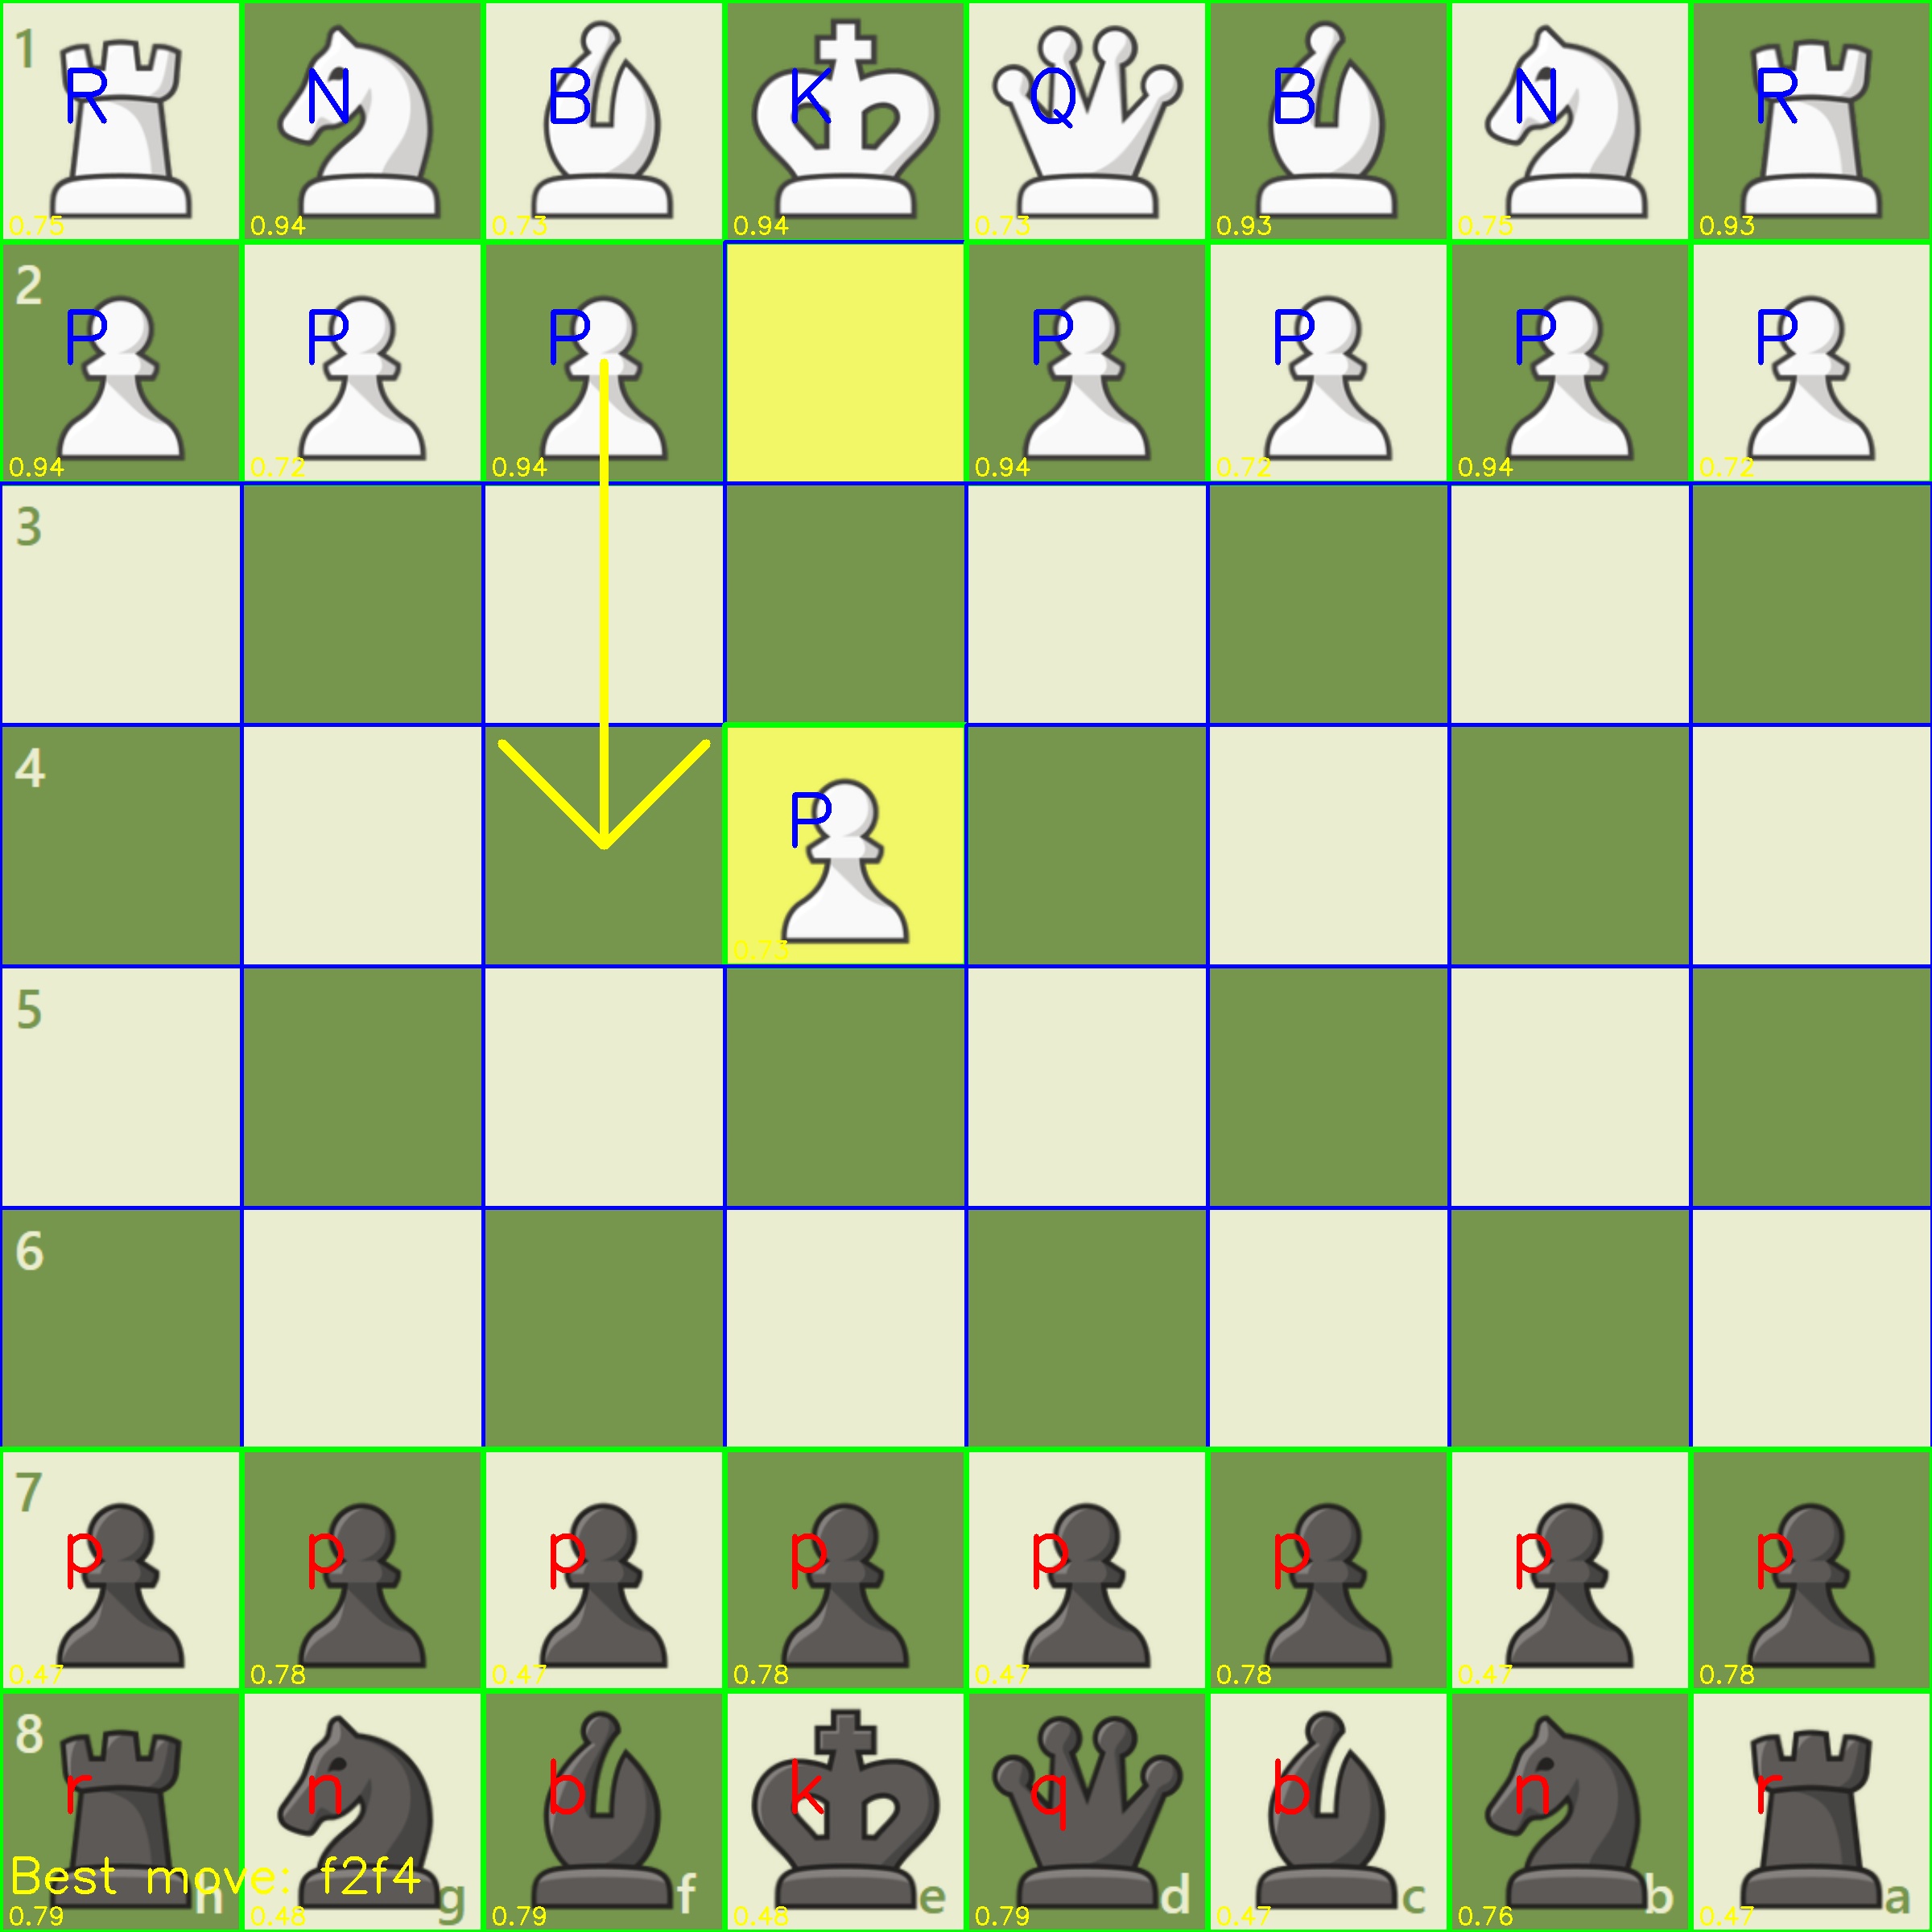 1 R N B K Q B N R
0.75 0.94 0.73 0.94 0.73 0.93 0.75 0.93
2 P P P P P P P
0.94 0.72 0.94 0.94 0.72 0.94 0.72
3
4 P
0.73
5
6
7 p p p p p p p p
0.47 0.78 0.47 0.78 0.47 0.78 0.47 0.78
8 r n b k q b n r
Best move: f2f4
h g f e d c b a
0.79 0.48 0.79 0.48 0.79 0.47 0.76 0.47